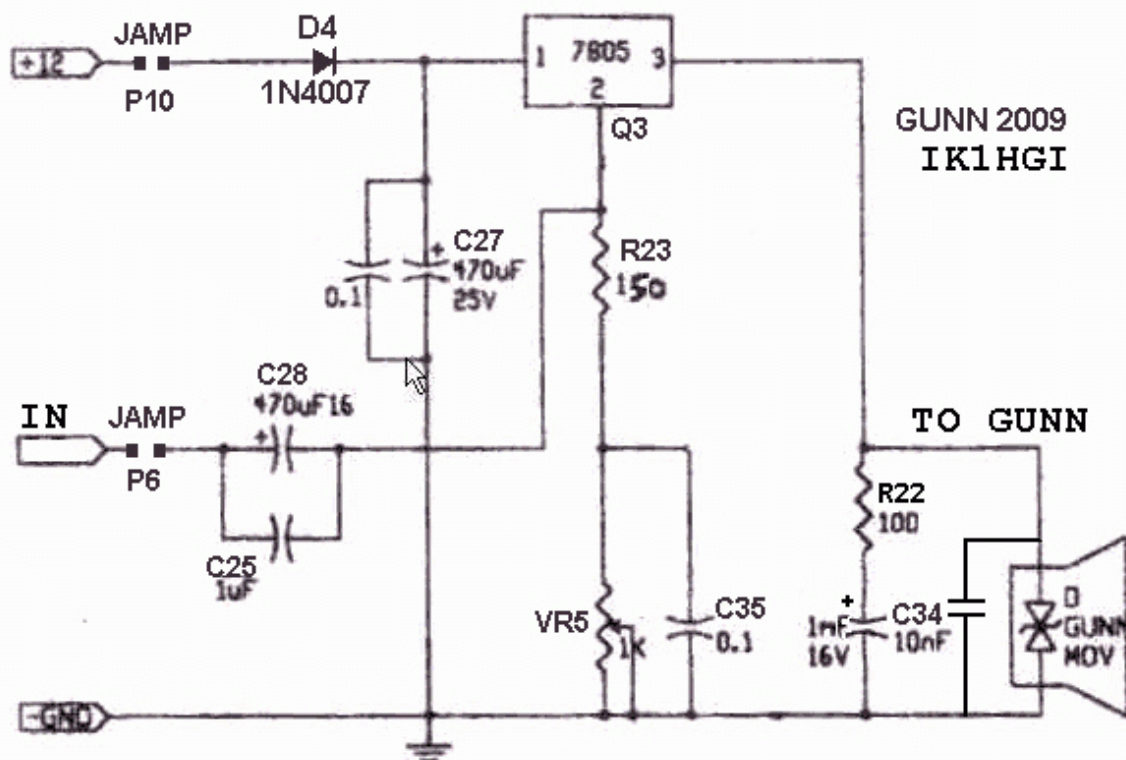 JAMP
D4
+12
1N4007
P10
1 7805 3
2
Q3
GUNN 2009
IK1HGI
C27
+
470uF
25V
0.1
R23
150
C28
470uF16
+
IN
JAMP
P6
C25
1uF
TO GUNN
R22
100
VR5
1K
C35
0.1
+
1mF
16V
C34
10nF
D
GUNN
MOV
-GND